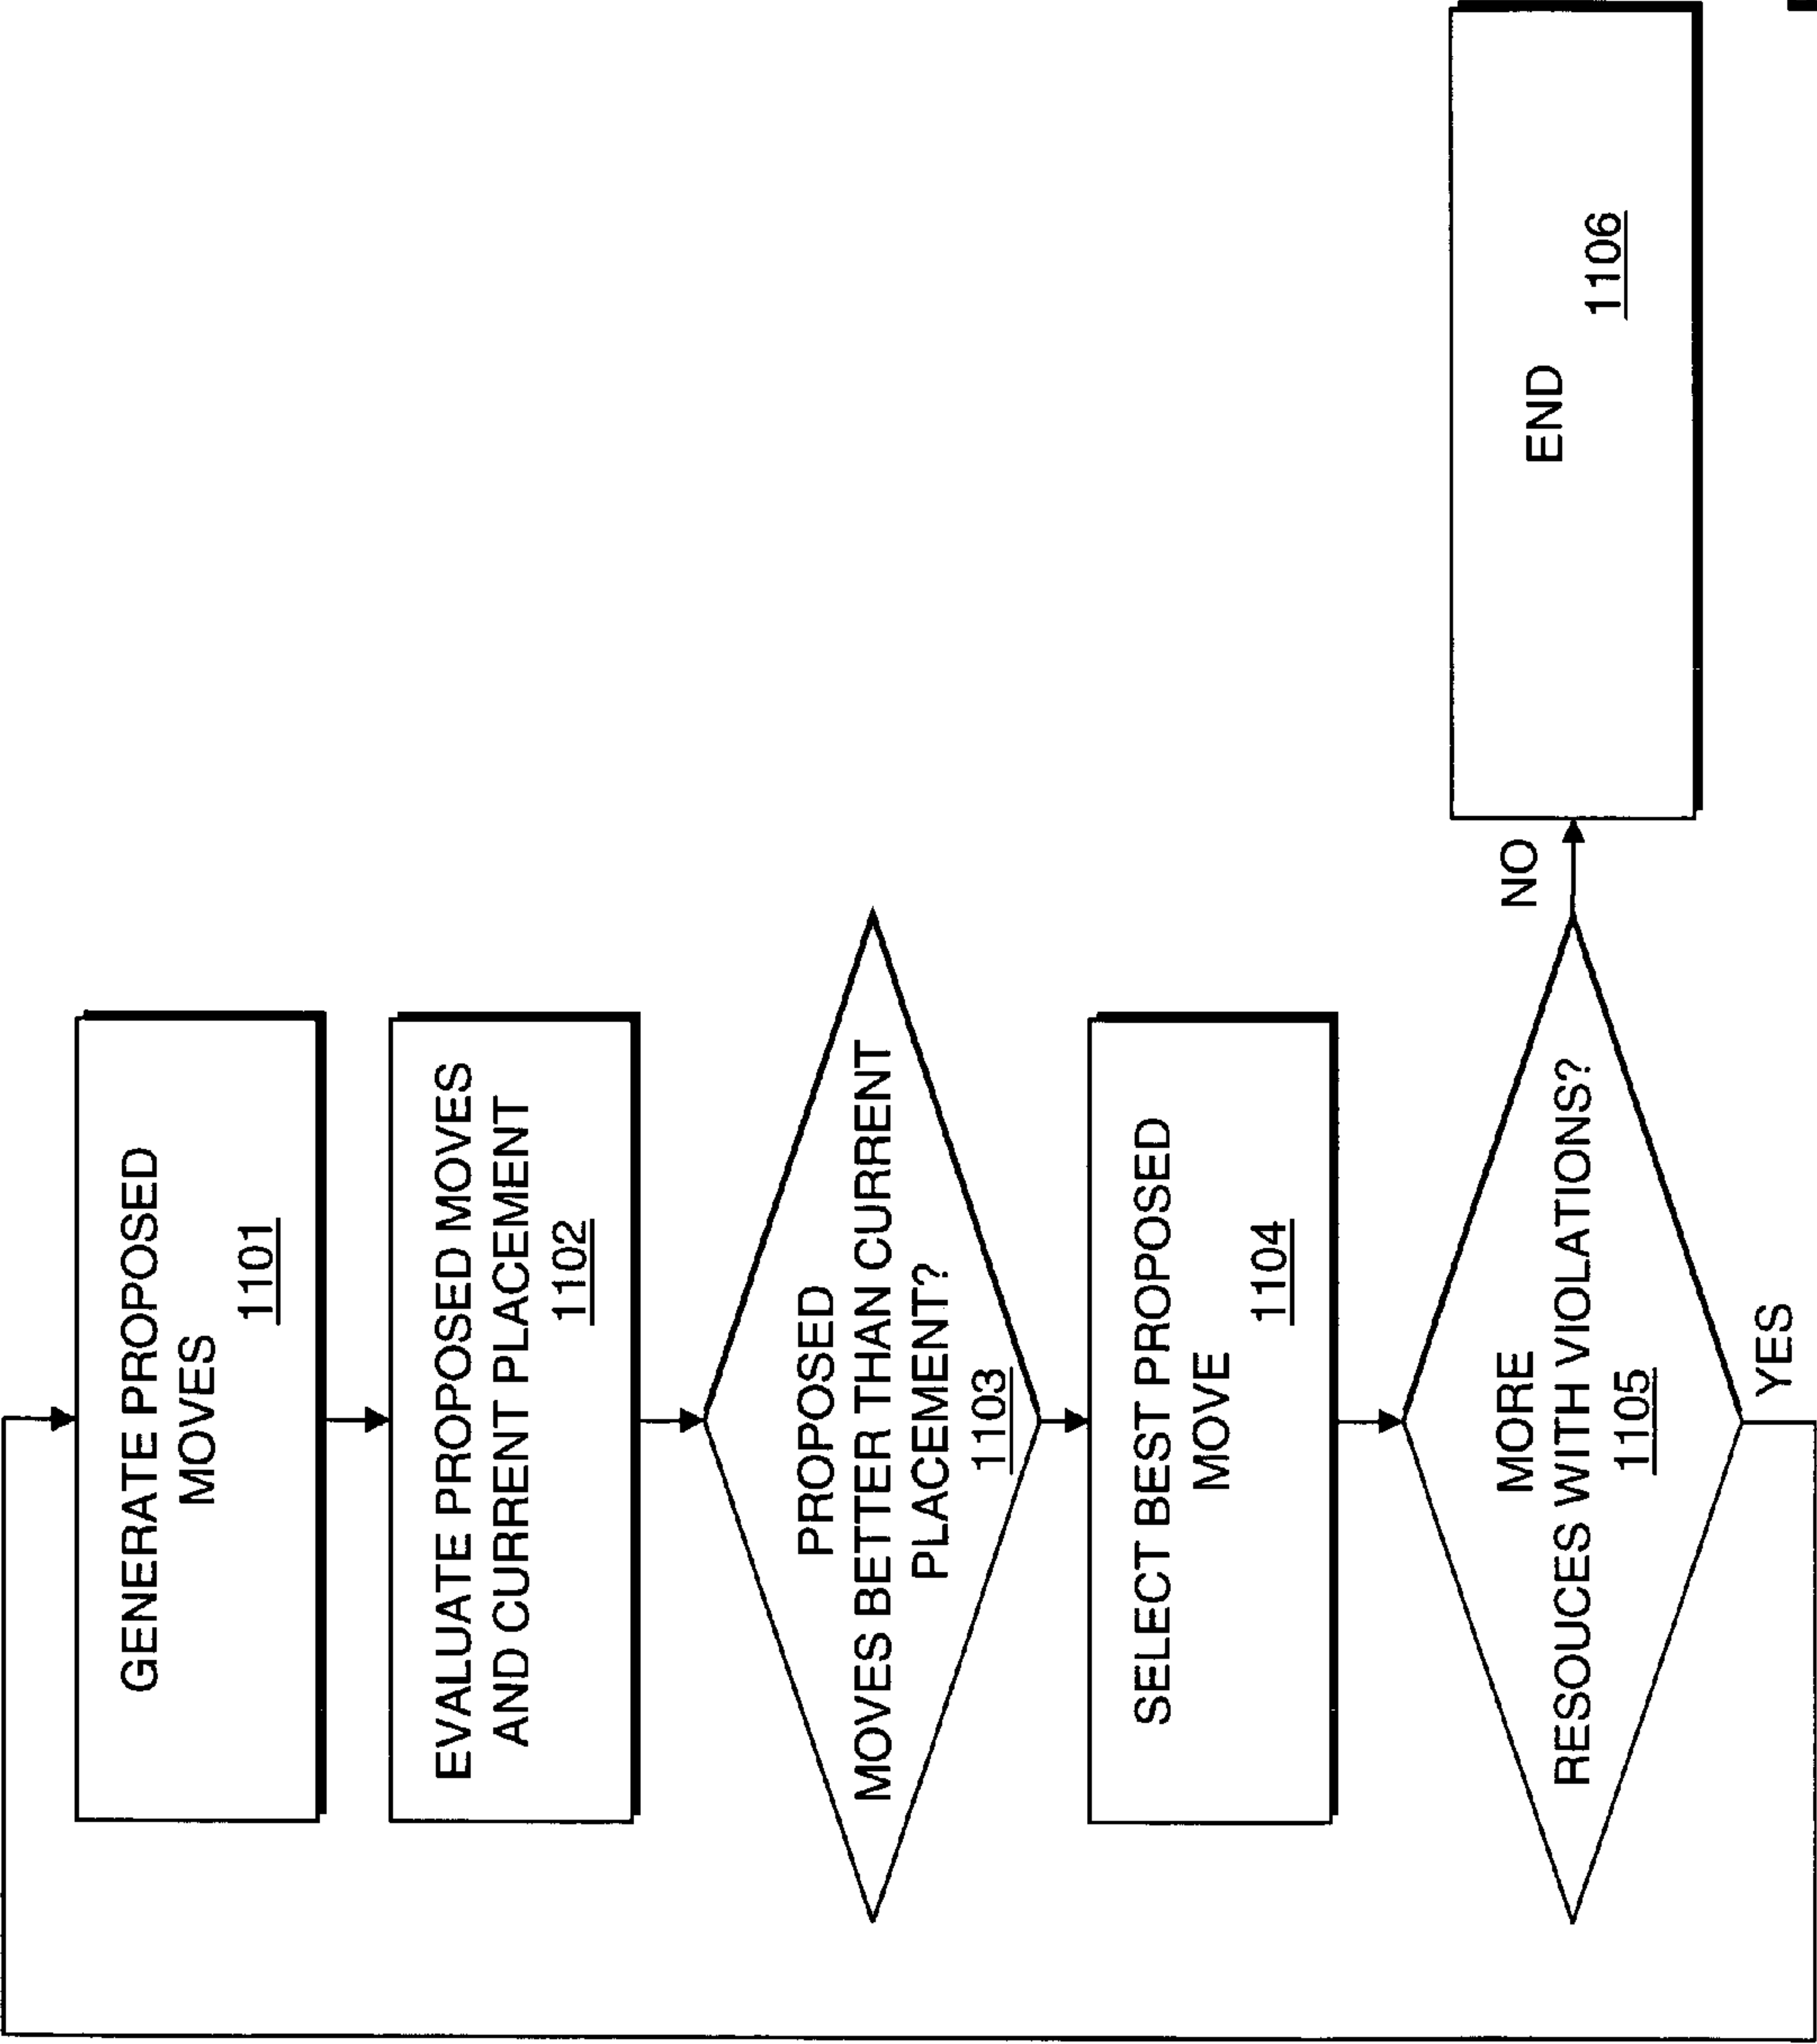 GENERATE PROPOSED
MOVES
1101
EVALUATE PROPOSED MOVES
AND CURRENT PLACEMENT
1102
PROPOSED
MOVES BETTER THAN CURRENT
PLACEMENT?
1103
SELECT BEST PROPOSED
MOVE
1104
MORE
RESOUCES WITH VIOLATIONS?
1105
YES
NO
END
1106